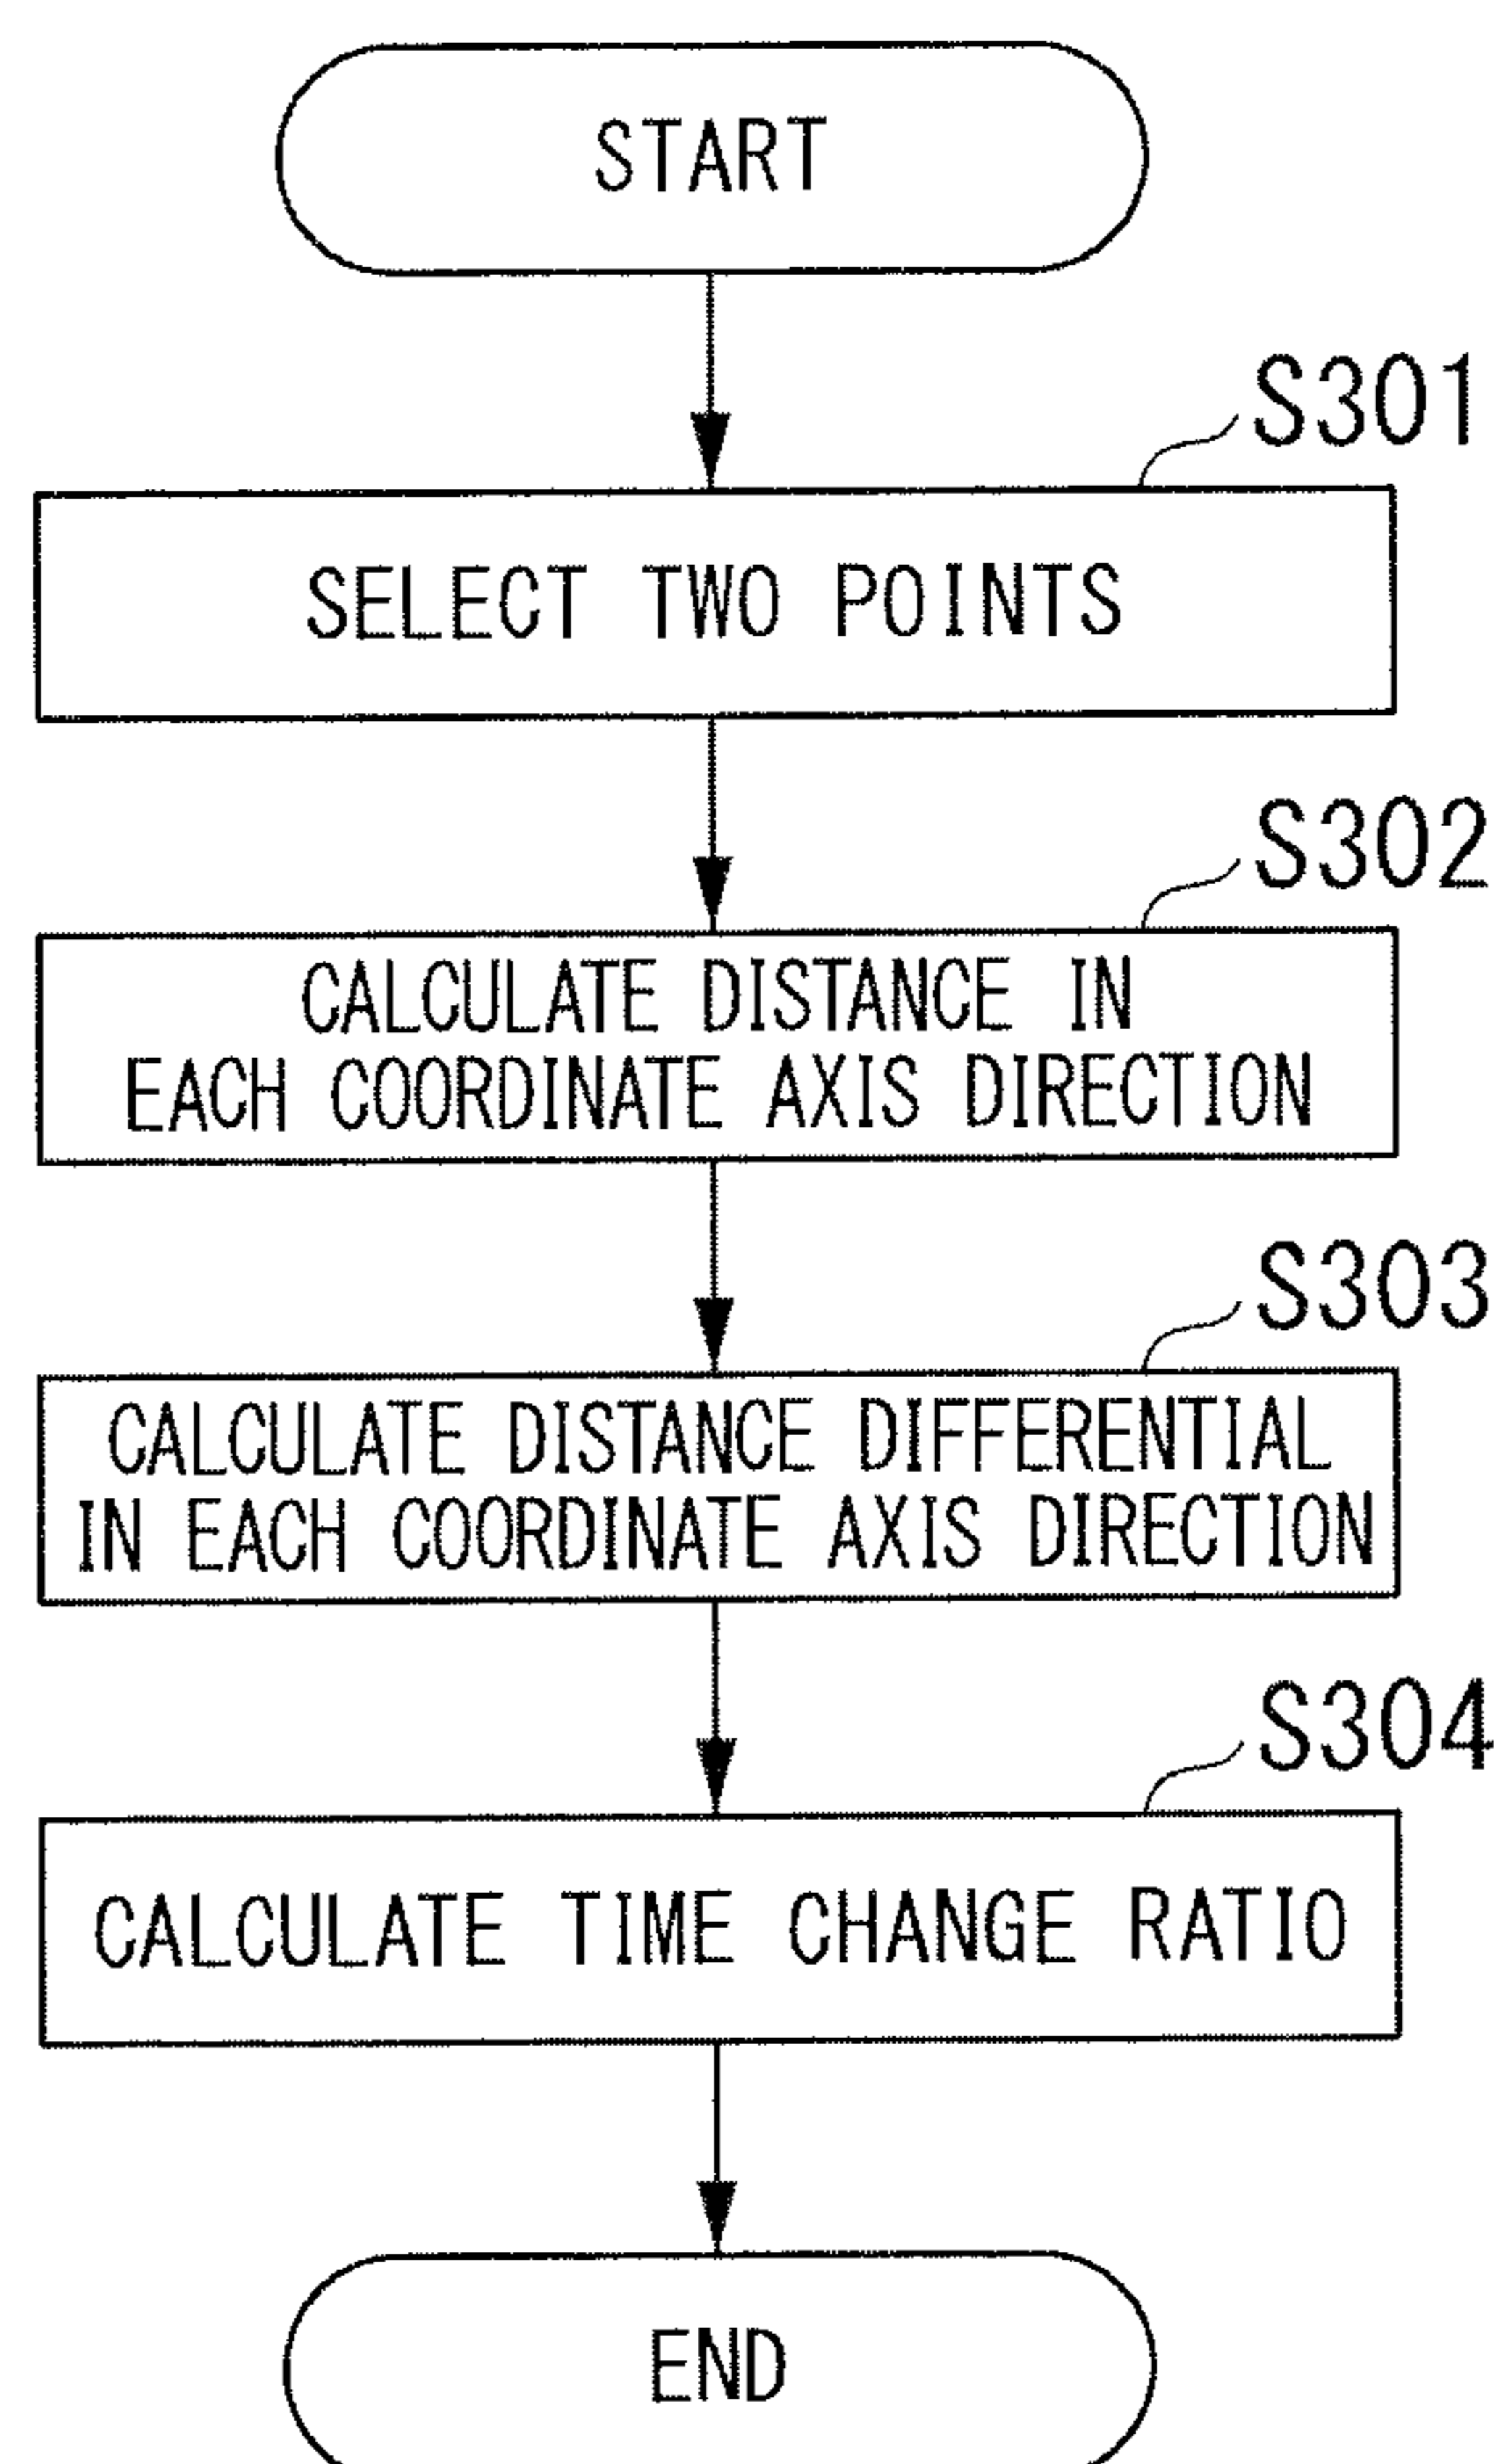 START
S301
SELECT TWO POINTS
S302
CALCULATE DISTANCE IN
EACH COORDINATE AXIS DIRECTION
S303
CALCULATE DISTANCE DIFFERENTIAL
IN EACH COORDINATE AXIS DIRECTION
S304
CALCULATE TIME CHANGE RATIO
END